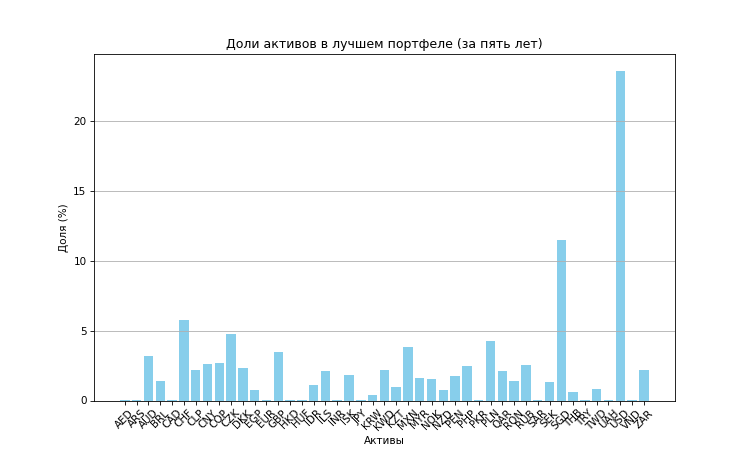 Доли активов в лучшем портфеле (за пять лет)
Доля (%)
20
15
10
5
0
AED
ARS
AUD
BRL
CAD
CHF
CLP
CNY
COP
CZK
DKK
EGP
EUR
GBP
HKD
HUF
IDR
ILS
INR
ISK
JPY
KRW
KWD
KZT
MXN
MYR
NOK
NZD
PEN
PHP
PKR
PLN
QAR
RON
RUB
SAR
SEK
SGD
THB
TRY
TWD
UAH
USD
VND
ZAR
Активы